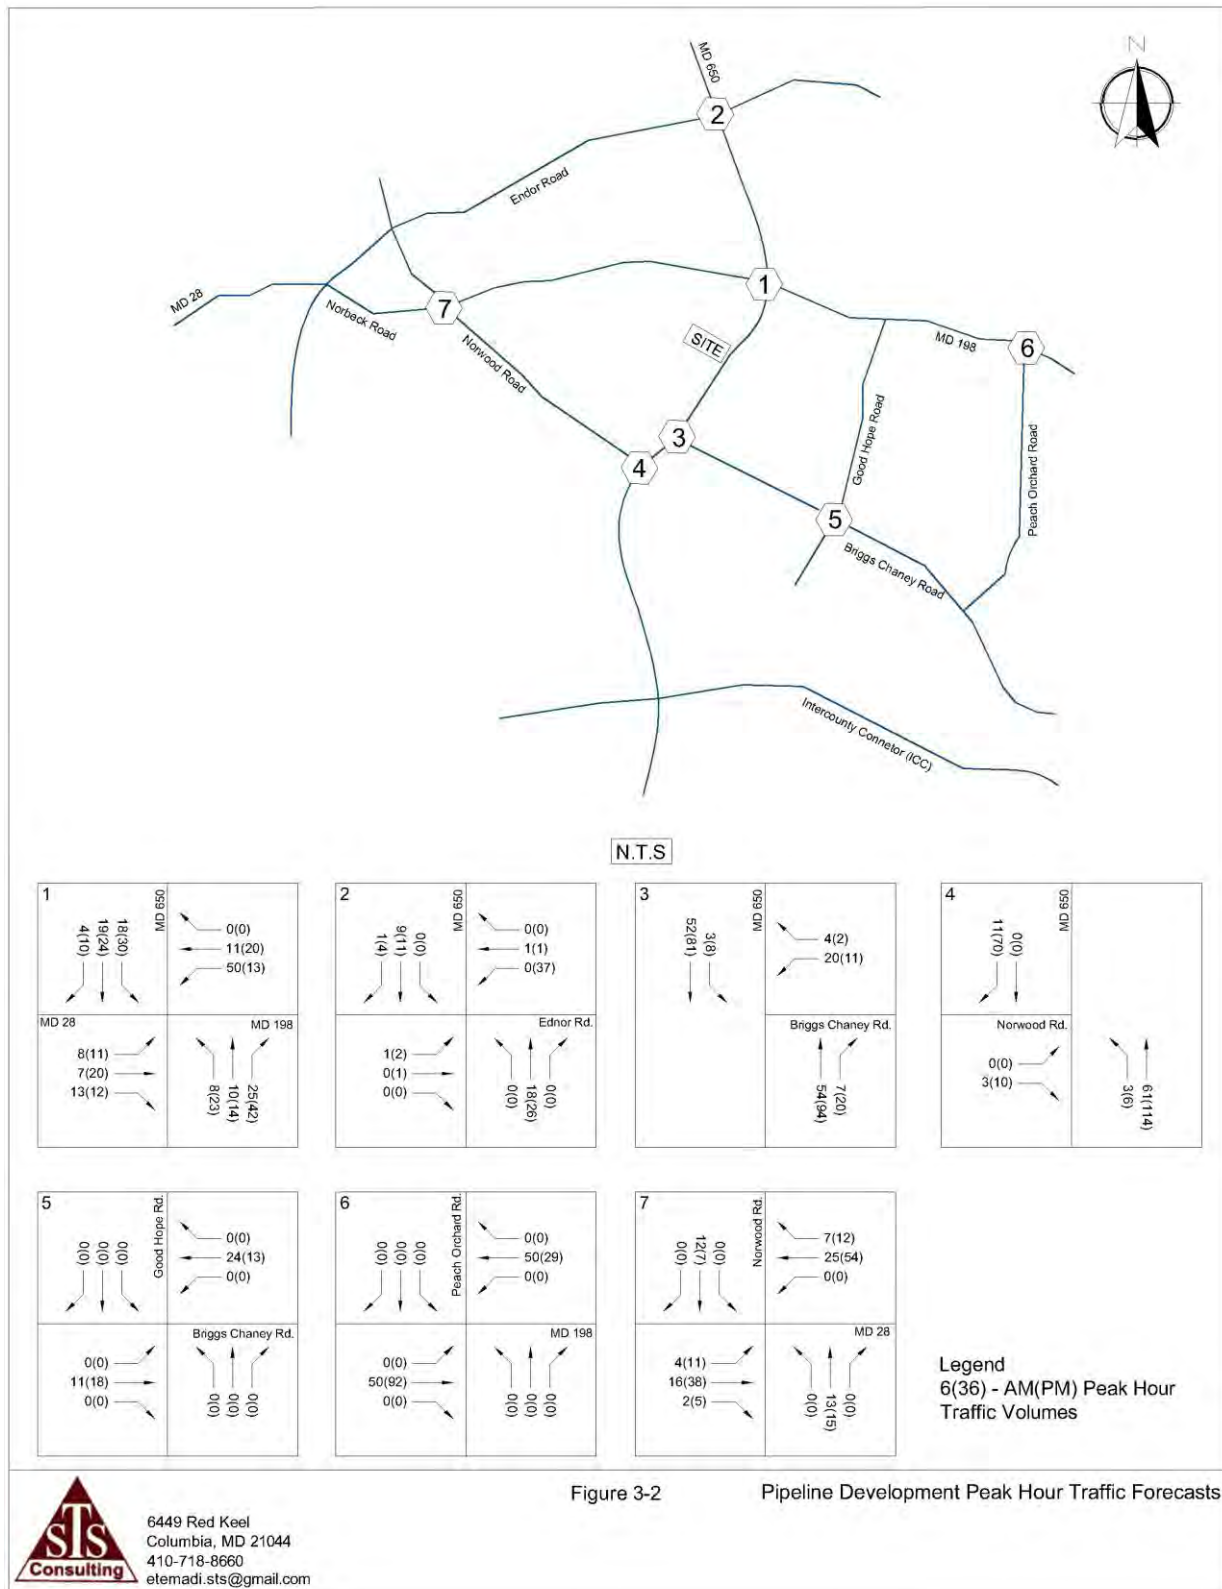 N
MD 650
2
Endor Road
1
MD 28
Norbeck Road
7
SITE
MD 198
6
Norwood Road
3
Good Hope Road
Peach Orchard Road
4
5
Briggs Chaney Road
Intercounty Connetor (ICC)
N.T.S
1
MD 650
4(10)
19(24)
18(30)
0(0)
11(20)
50(13)
MD 28
MD 198
8(11)
7(20)
13(12)
8(23)
10(14)
25(42)
2
MD 650
1(4)
9(11)
0(0)
0(0)
1(1)
0(37)
Ednor Rd.
1(2)
0(1)
0(0)
0(0)
18(26)
0(0)
3
MD 650
52(81)
3(8)
4(2)
20(11)
Briggs Chaney Rd.
54(94)
7(20)
4
MD 650
11(70)
0(0)
Norwood Rd.
0(0)
3(10)
3(6)
61(114)
5
Good Hope Rd.
0(0)
0(0)
0(0)
0(0)
24(13)
0(0)
Briggs Chaney Rd.
0(0)
11(18)
0(0)
0(0)
0(0)
0(0)
6
Peach Orchard Rd.
0(0)
0(0)
0(0)
0(0)
50(29)
0(0)
MD 198
0(0)
50(92)
0(0)
0(0)
0(0)
0(0)
7
Norwood Rd.
0(0)
12(7)
0(0)
7(12)
25(54)
0(0)
MD 28
4(11)
16(38)
2(5)
0(0)
13(15)
0(0)
Legend
6(36) - AM(PM) Peak Hour
Traffic Volumes
Figure 3-2
Pipeline Development Peak Hour Traffic Forecasts
STS
Consulting
6449 Red Keel
Columbia, MD 21044
410-718-8660
etemadi.sts@gmail.com